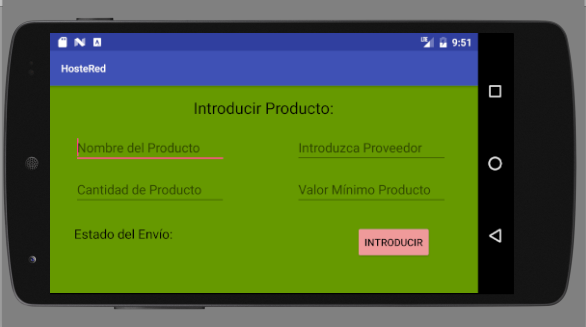 LTE 9:51
HosteRed
Introducir Producto:
Nombre del Producto Introduzca Proveedor
Cantidad de Producto Valor Mínimo Producto
Estado del Envío:
INTRODUCIR